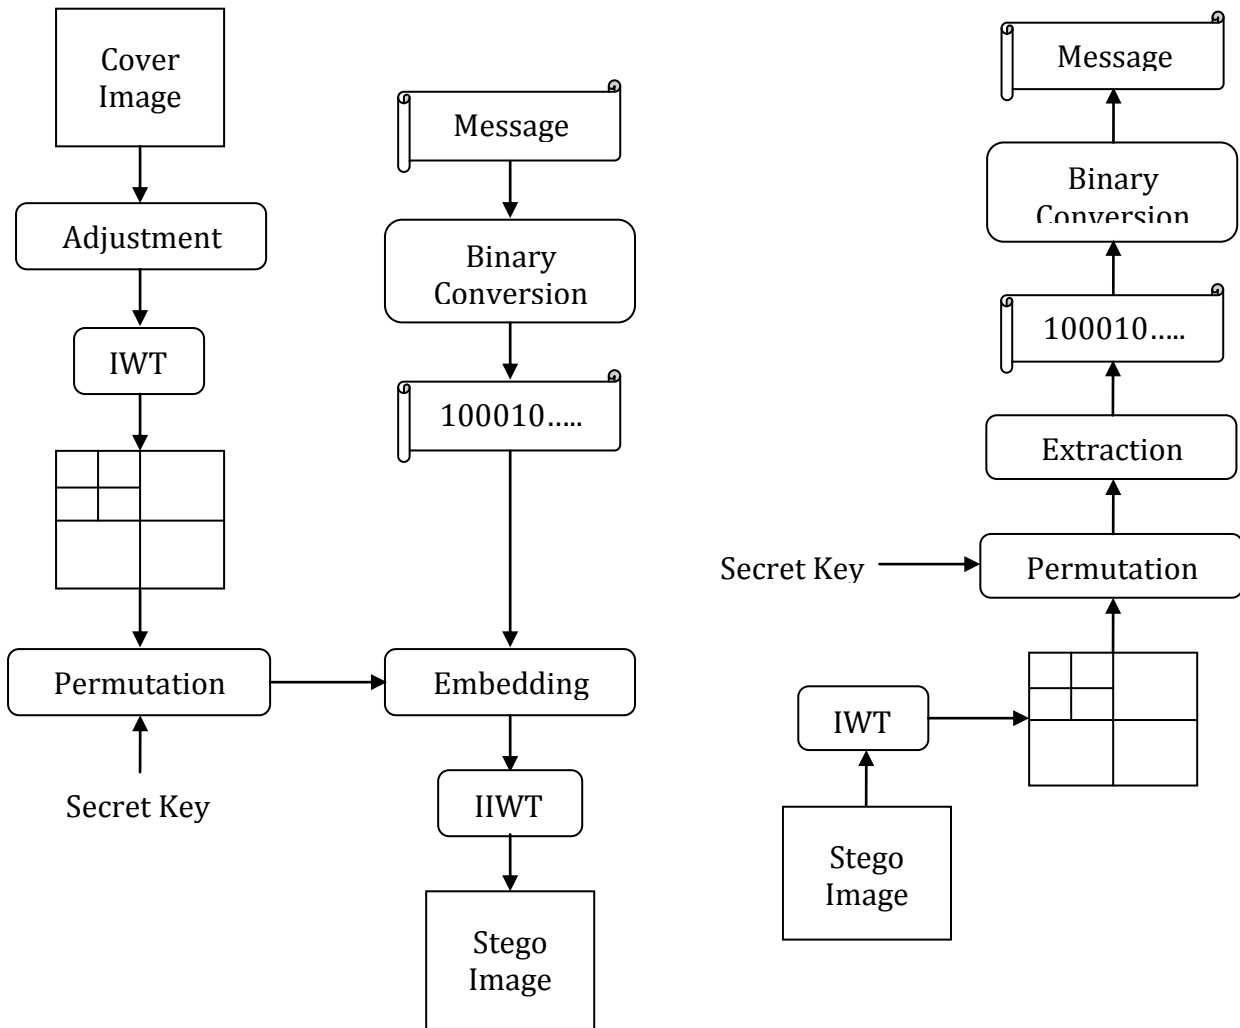 Cover
Image
Adjustment
IWT
Permutation
Secret Key
Message
Binary
Conversion
100010…..
Embedding
IIWT
Stego
Image
Message
Binary
Conversion
100010…..
Extraction
Secret Key
Permutation
IWT
Stego
Image